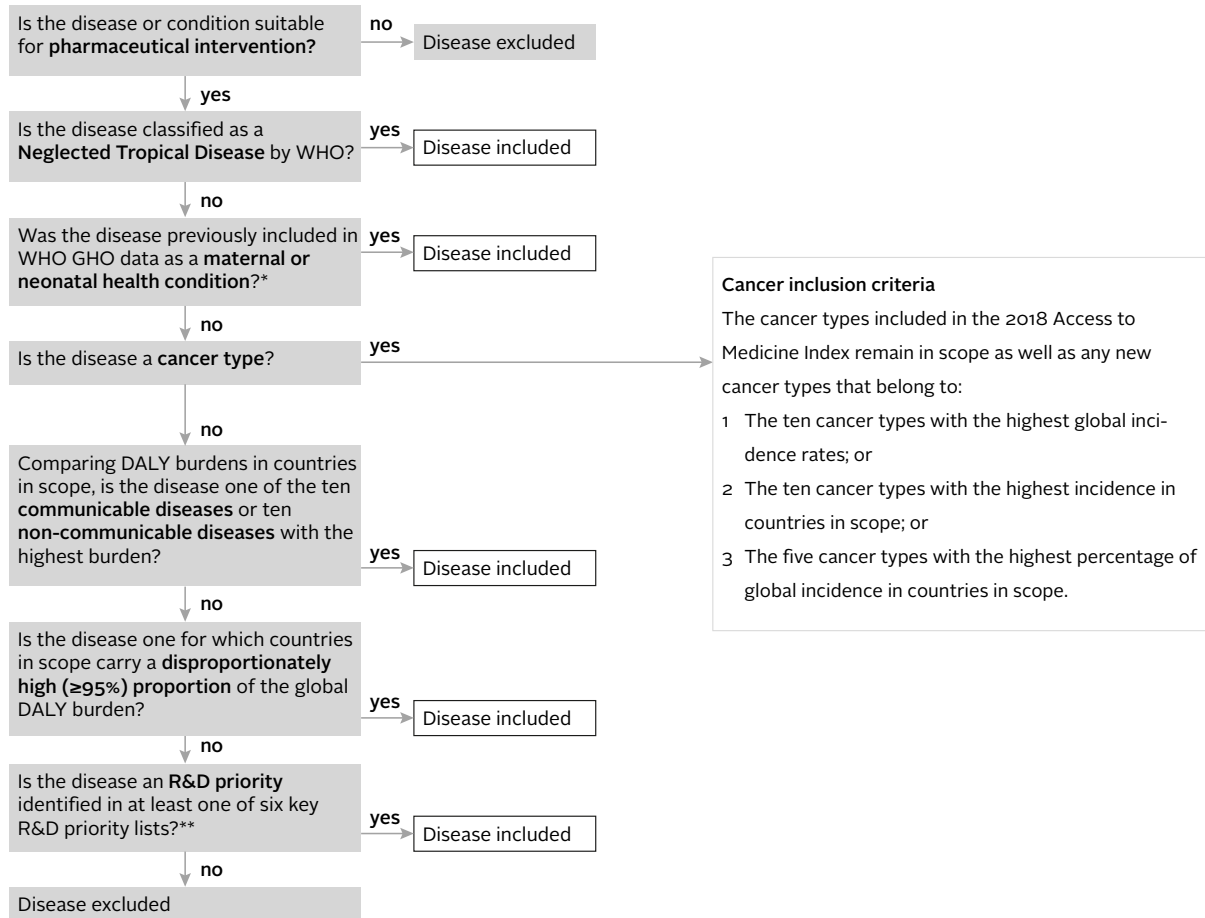 Is the disease or condition suitable
for pharmaceutical intervention?
no
Disease excluded
yes
Is the disease classified as a
Neglected Tropical Disease by WHO?
yes
Disease included
no
Was the disease previously included in
WHO GHO data as a maternal or
neonatal health condition?*
yes
Disease included
no
Is the disease a cancer type?
yes
Cancer inclusion criteria
The cancer types included in the 2018 Access to
Medicine Index remain in scope as well as any new
cancer types that belong to:
1 The ten cancer types with the highest global inci-
dence rates; or
2 The ten cancer types with the highest incidence in
countries in scope; or
3 The five cancer types with the highest percentage of
global incidence in countries in scope.
no
Comparing DALY burdens in countries
in scope, is the disease one of the ten
communicable diseases or ten
non-communicable diseases with the
highest burden?
yes
Disease included
no
Is the disease one for which countries
in scope carry a disproportionately
high (≥95%) proportion of the global
DALY burden?
yes
Disease included
no
Is the disease an R&D priority
identified in at least one of six key
R&D priority lists?**
yes
Disease included
no
Disease excluded